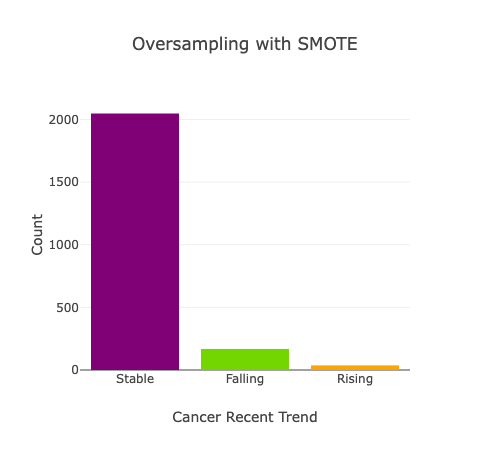 Oversampling with SMOTE
2000
1500
1000
500
0
Count
Stable
Falling
Rising
Cancer Recent Trend